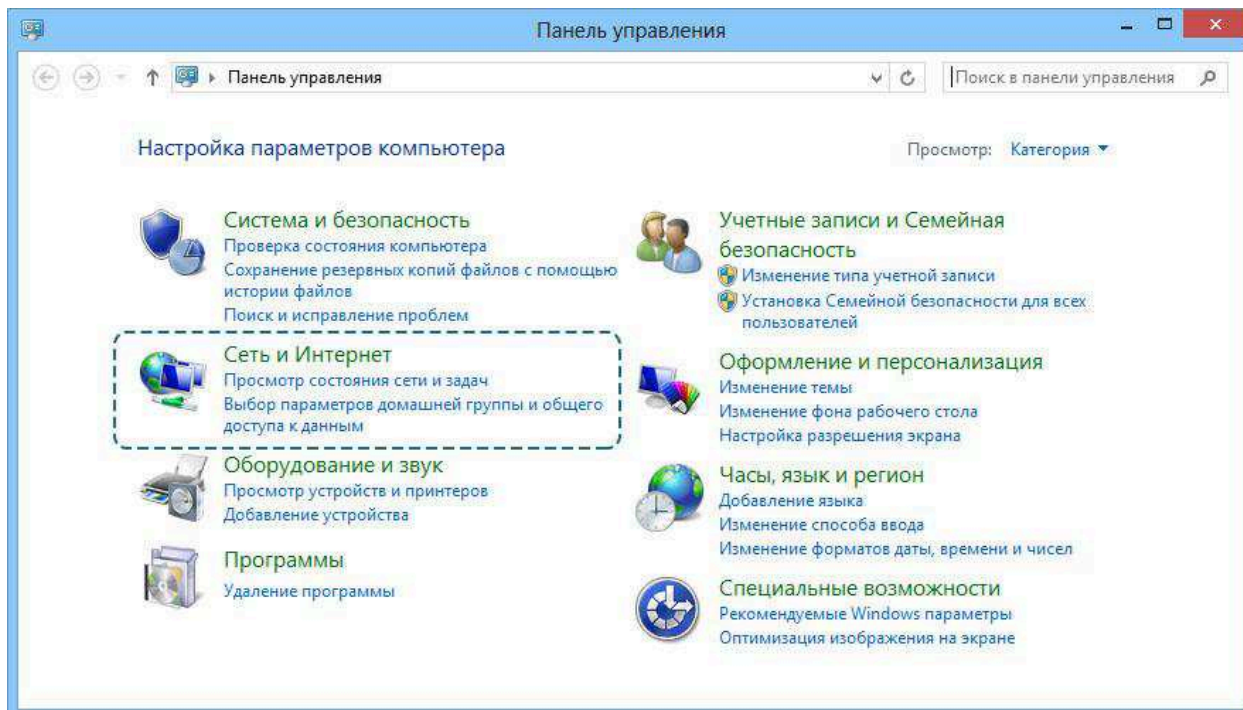 Панель управления
Панель управления
Поиск в панели управления
Настройка параметров компьютера
Просмотр: Категория
Система и безопасность
Проверка состояния компьютера
Сохранение резервных копий файлов с помощью
истории файлов
Поиск и исправление проблем
Сеть и Интернет
Просмотр состояния сети и задач
Выбор параметров домашней группы и общего
доступа к данным
Оборудование и звук
Просмотр устройств и принтеров
Добавление устройства
Программы
Удаление программы
Учетные записи и Семейная
безопасность
Изменение типа учетной записи
Установка Семейной безопасности для всех
пользователей
Оформление и персонализация
Изменение темы
Изменение фона рабочего стола
Настройка разрешения экрана
Часы, язык и регион
Добавление языка
Изменение способа ввода
Изменение форматов даты, времени и чисел
Специальные возможности
Рекомендуемые Windows параметры
Оптимизация изображения на экране